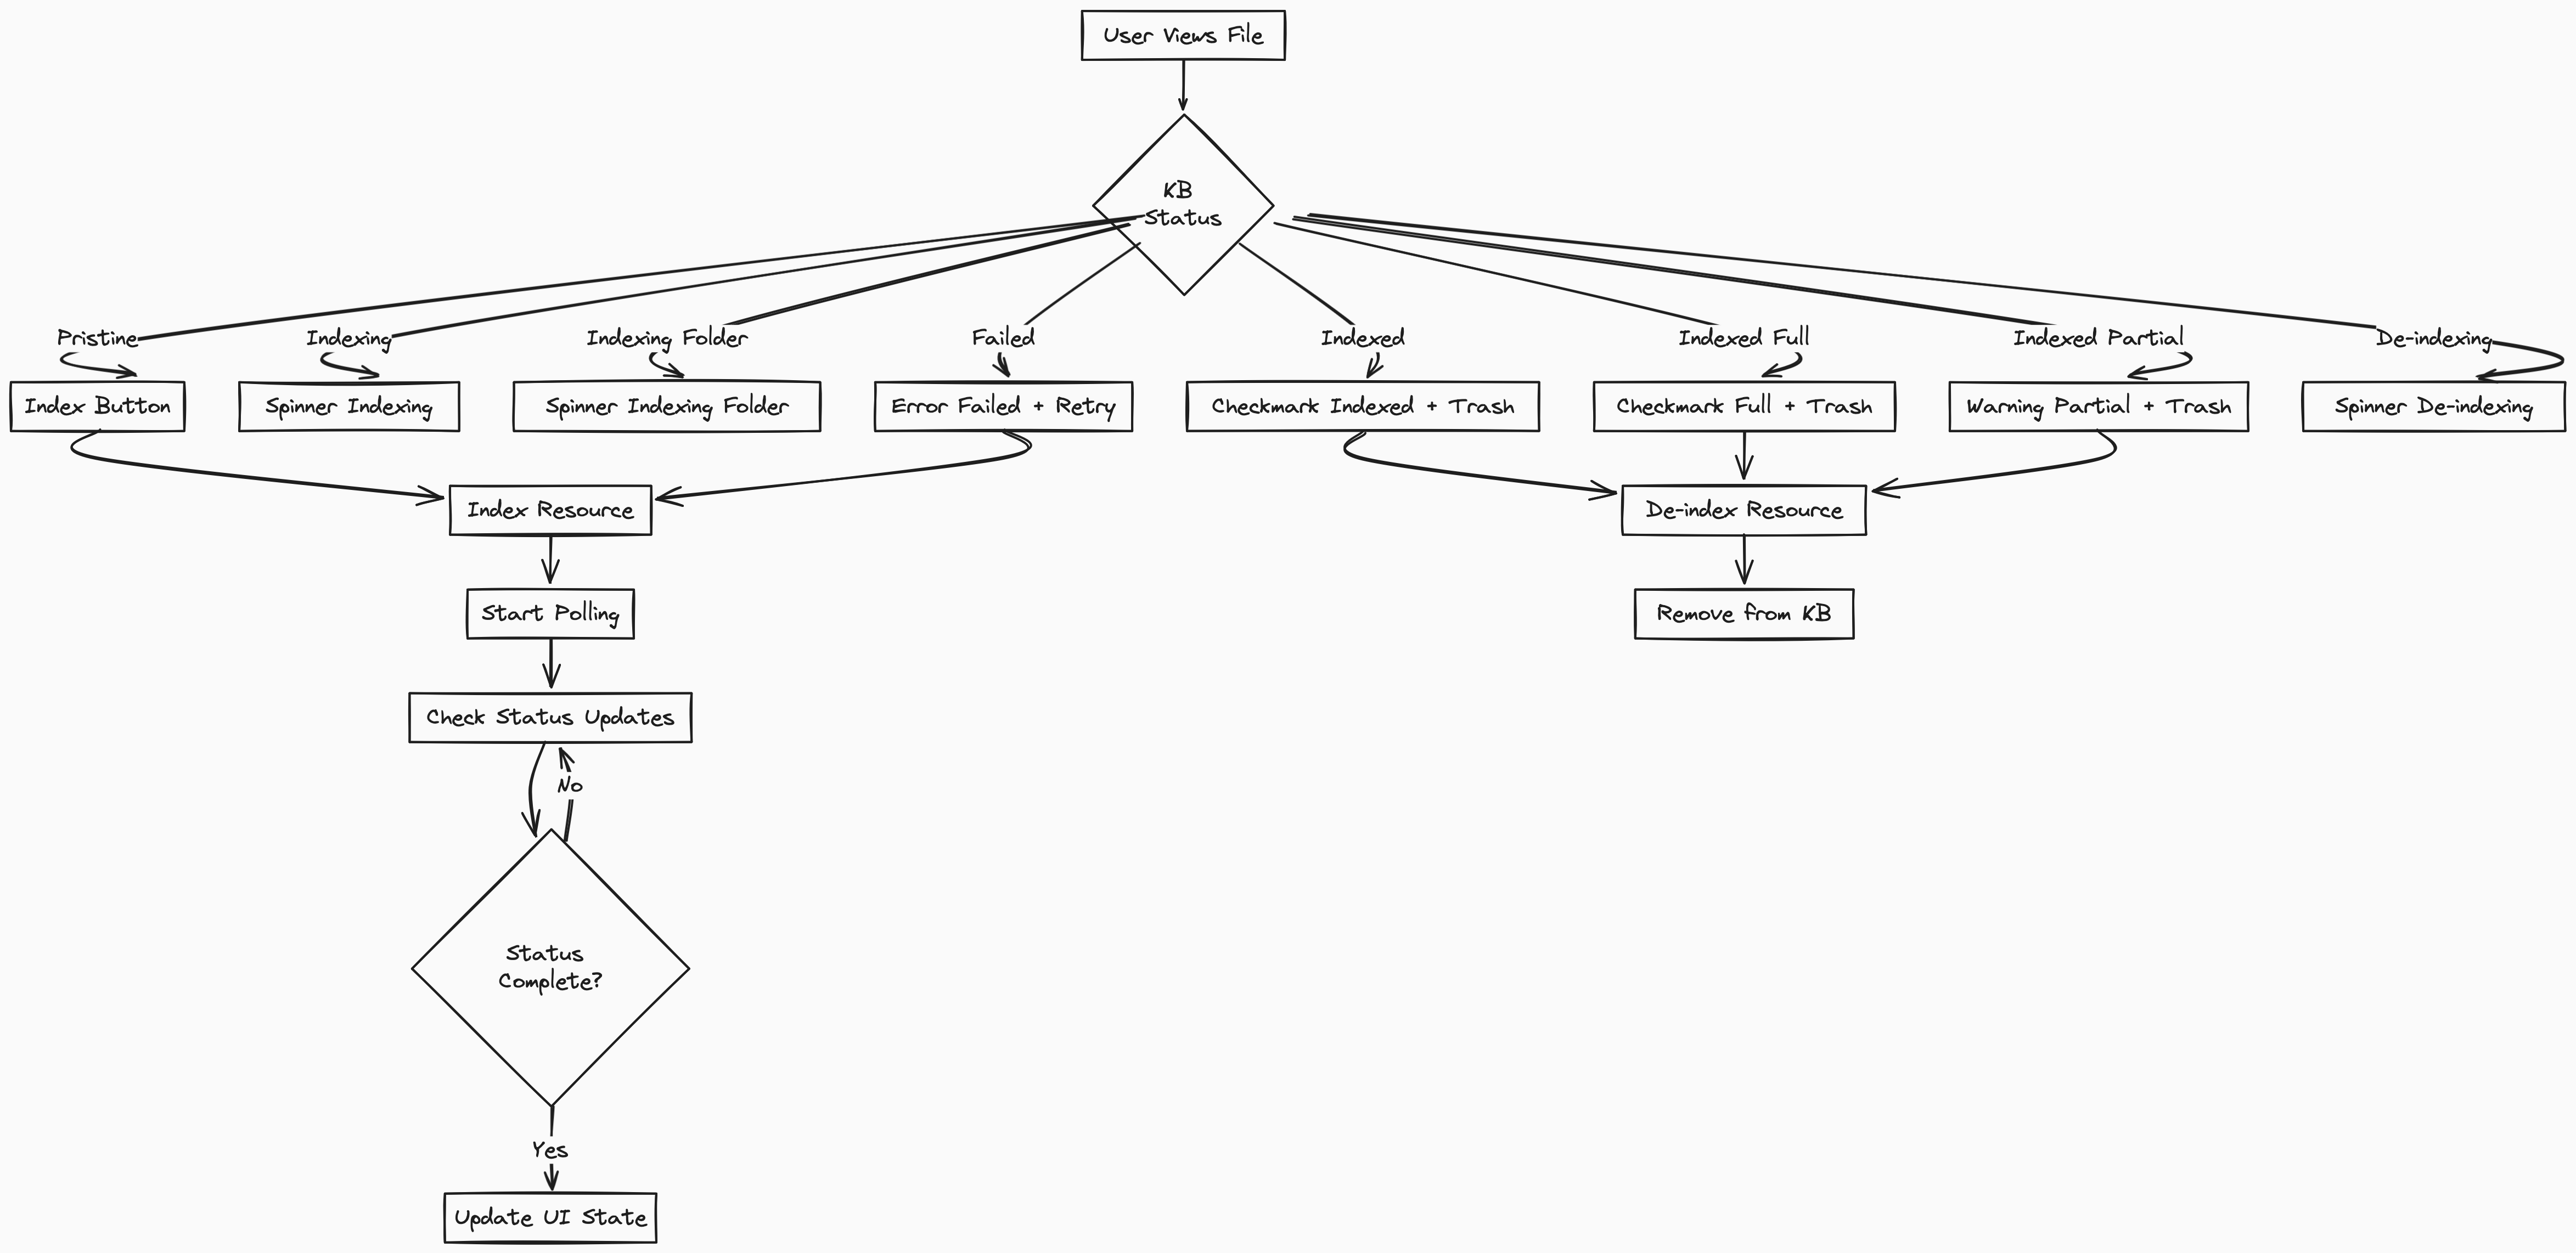 User Views File
KB
Status
Pristine
Indexing
Indexing Folder
Failed
Indexed
Indexed Full
Indexed Partial
De-indexing
Index Button
Spinner Indexing
Spinner Indexing Folder
Error Failed + Retry
Checkmark Indexed + Trash
Checkmark Full + Trash
Warning Partial + Trash
Spinner De-indexing
Index Resource
De-index Resource
Start Polling
Remove from KB
Check Status Updates
No
Status
Complete?
Yes
Update UI State